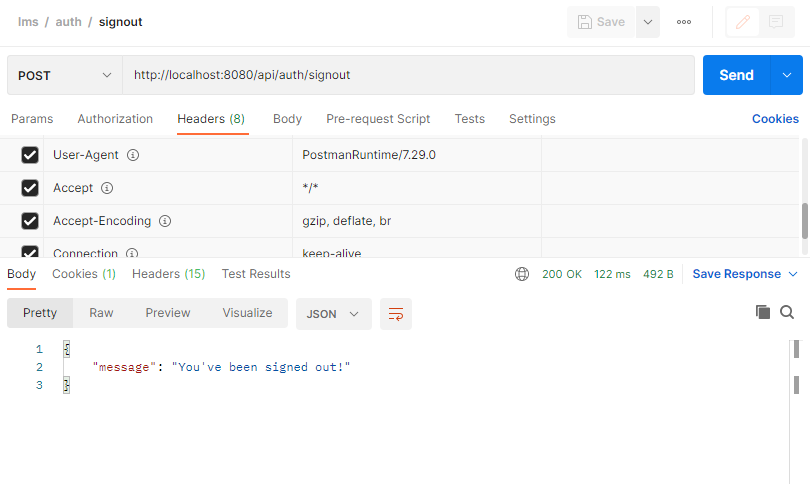 lms / auth / signout
Save
POST
http://localhost:8080/api/auth/signout
Send
Params Authorization Headers (8) Body Pre-request Script Tests Settings Cookies
User-Agent PostmanRuntime/7.29.0
Accept */*
Accept-Encoding gzip, deflate, br
Connection keep-alive
Body Cookies (1) Headers (15) Test Results 200 OK 122 ms 492 B Save Response
Pretty Raw Preview Visualize JSON
1 {
2 "message": "You've been signed out!"
3 }